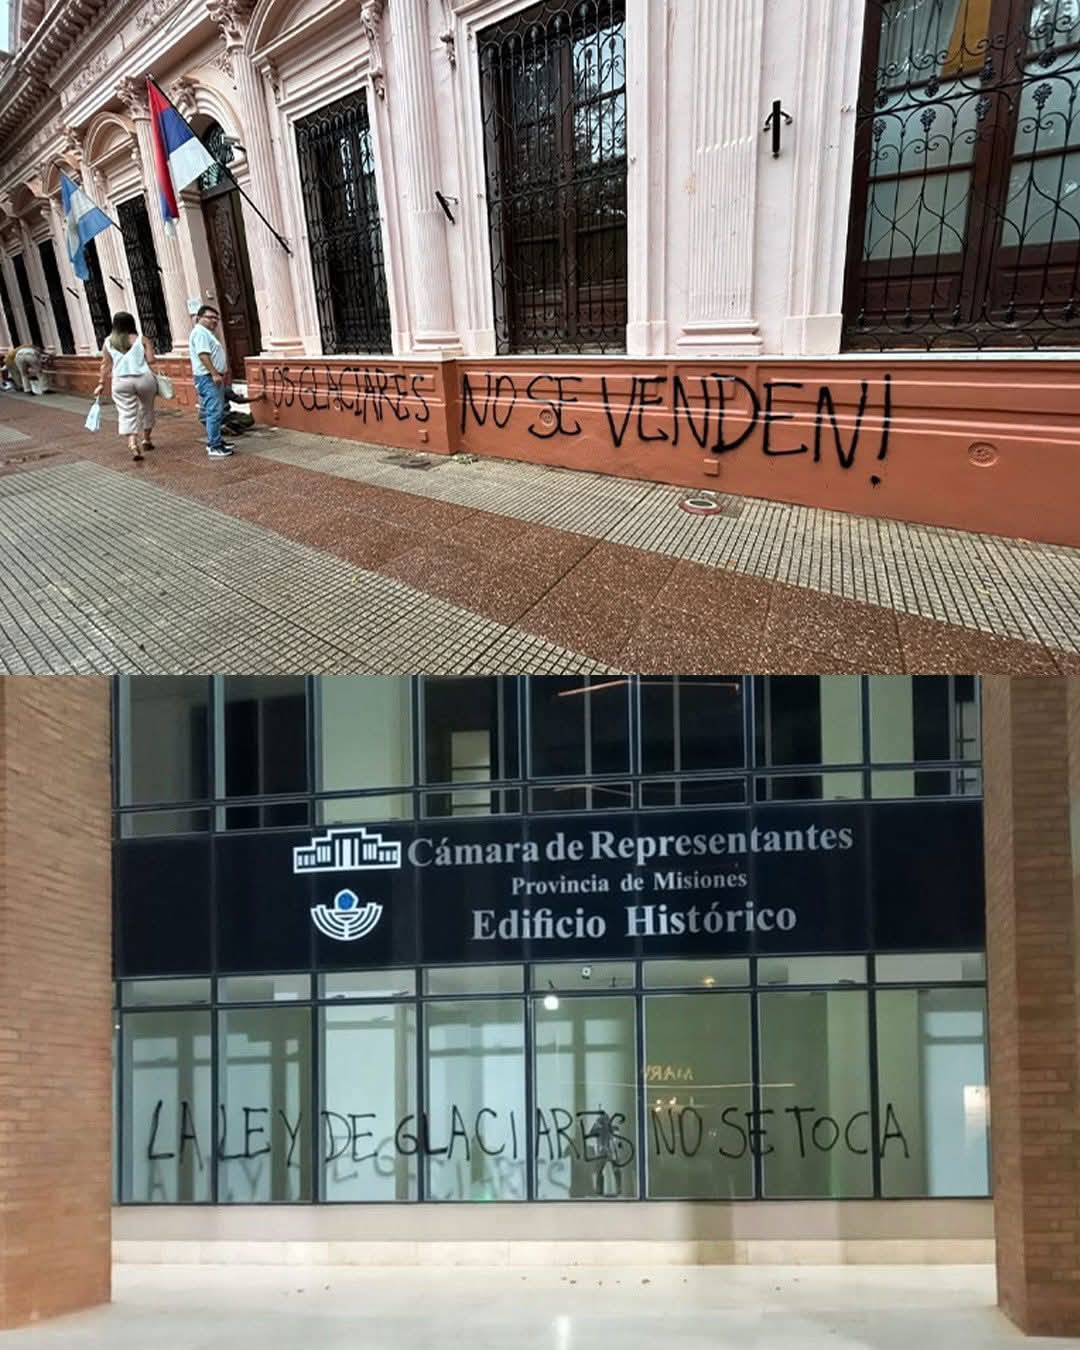 LOS GLACIARES NO SE VENDEN!
Cámara de Representantes
Provincia de Misiones
Edificio Histórico
LA LEY DE GLACIARES NO SE TOCA